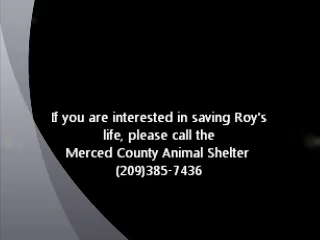 If you are interested in saving Roy's
life, please call the
Merced County Animal Shelter
(209)385-7436